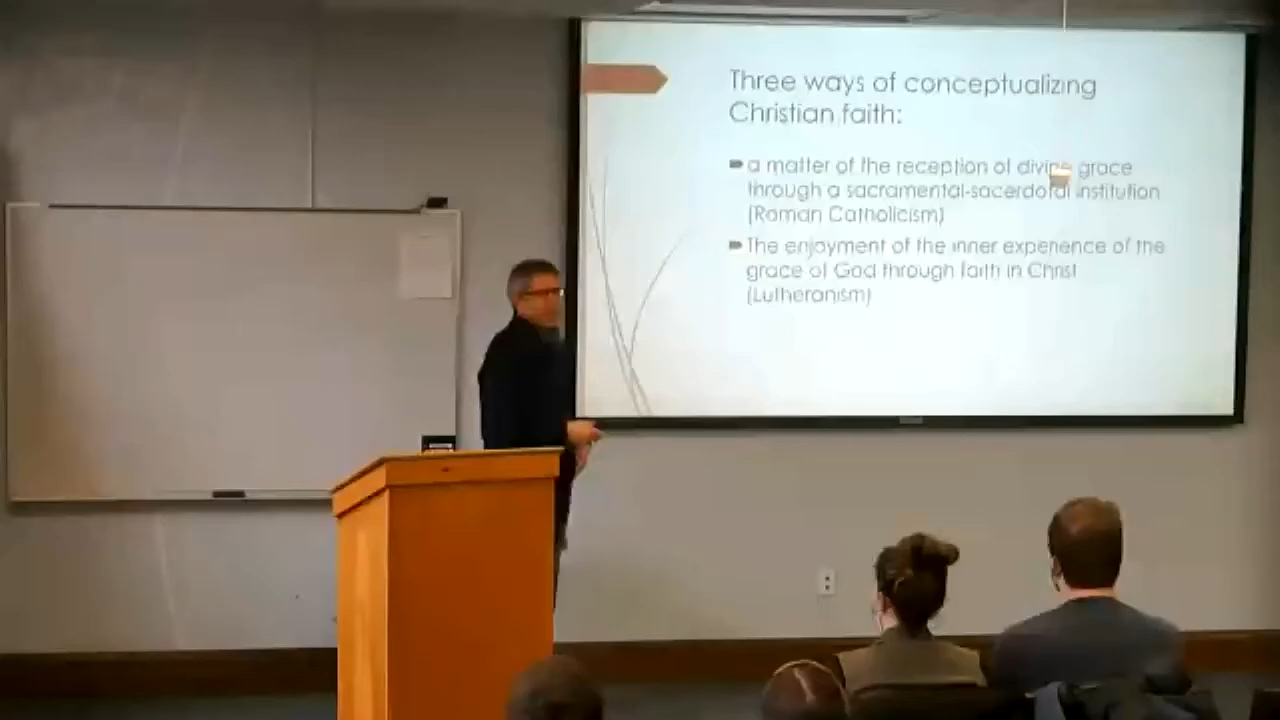 Three ways of conceptualizing
Christian faith:
a matter of the reception of divine grace
through a sacramental-sacerdotal institution
(Roman Catholicism)
The enjoyment of the inner experience of the
grace of God through faith in Christ
(Lutheranism)